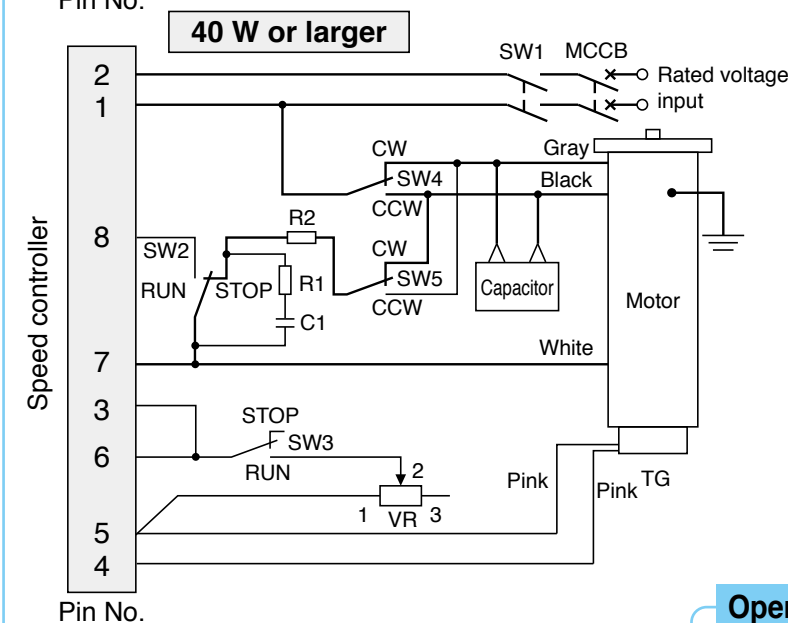 Pin No.
40 W or larger
SW1 MCCB
2
Rated voltage
1
input
CW
Gray
SW4
Black
CCW
R2
8
SW2
CW
SW5
RUN
STOP
R1
CCW
Capacitor
Motor
C1
Speed controller
White
7
3
STOP
SW3
6
RUN
2
Pink
Pink
TG
1 VR 3
5
4
Pin No.
Oper